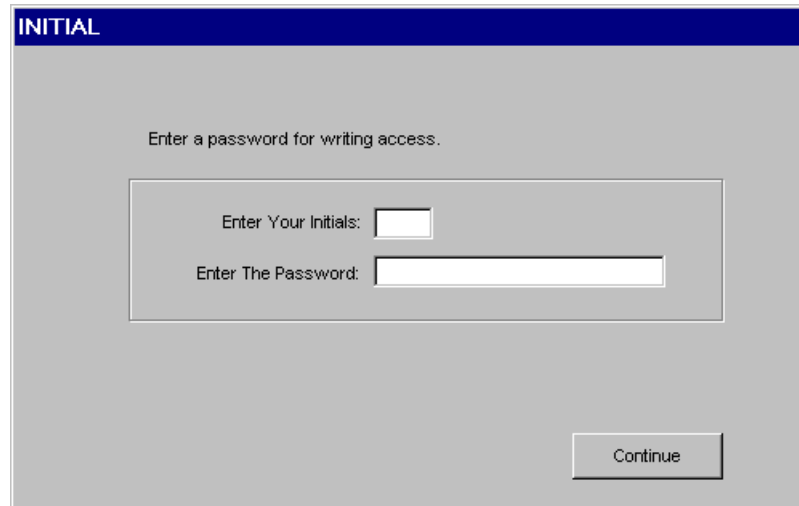 INITIAL
Enter a password for writing access.
Enter Your Initials:
Enter The Password:
Continue